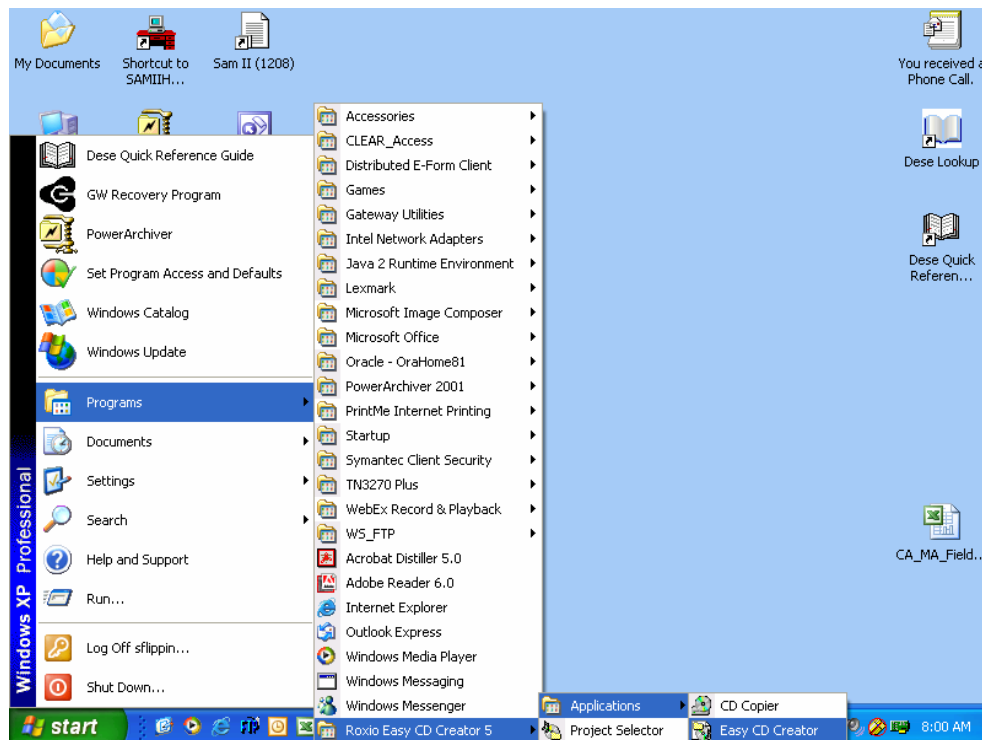 My Documents
Shortcut to
SAMIIH...
Sam II (1208)
You received a
Phone Call.
Dese Lookup
Dese Quick
Referen...
CA_MA_Field...
Dese Quick Reference Guide
GW Recovery Program
PowerArchiver
Set Program Access and Defaults
Windows Catalog
Windows Update
Programs
Documents
Settings
Search
Help and Support
Run...
Log Off sflippin...
Shut Down...
Windows XP Professional
Accessories
CLEAR_Access
Distributed E-Form Client
Games
Gateway Utilities
Intel Network Adapters
Java 2 Runtime Environment
Lexmark
Microsoft Image Composer
Microsoft Office
Oracle - OraHome81
PowerArchiver 2001
PrintMe Internet Printing
Startup
Symantec Client Security
TN3270 Plus
WebEx Record & Playback
WS_FTP
Acrobat Distiller 5.0
Adobe Reader 6.0
Internet Explorer
Outlook Express
Windows Media Player
Windows Messaging
Windows Messenger
Roxio Easy CD Creator 5
Applications
Project Selector
CD Copier
Easy CD Creator
start
8:00 AM